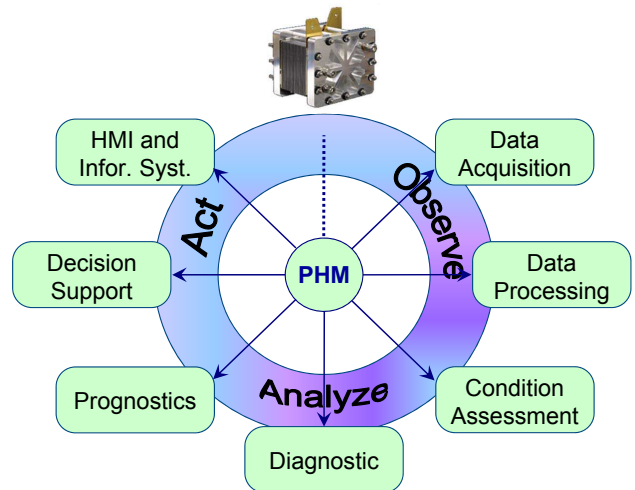 HMI and
Infor. Syst.
Data
Acquisition
Act
Observe
Decision
Support
PHM
Data
Processing
Prognostics
Analyze
Condition
Assessment
Diagnostic